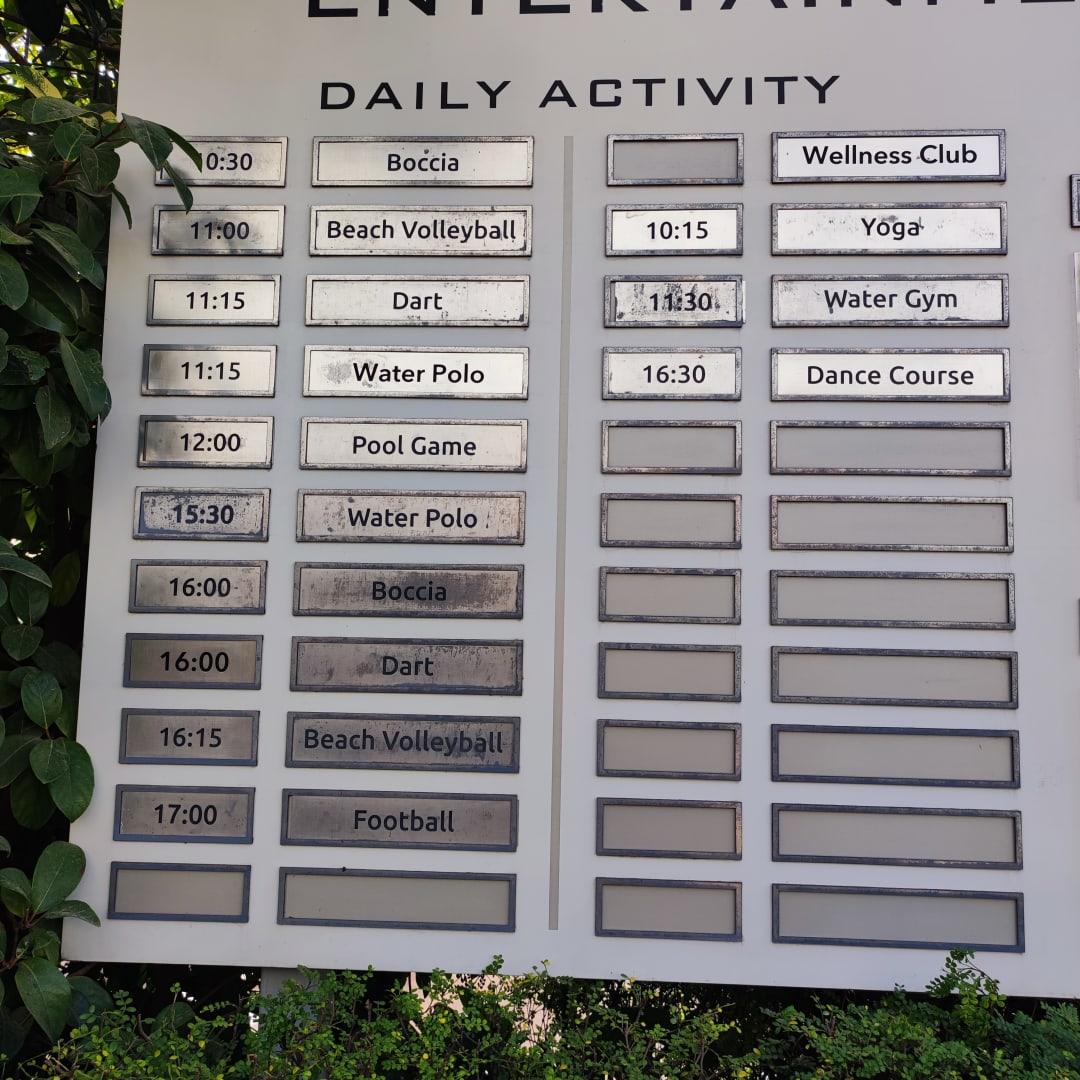 DAILY ACTIVITY
0:30 Boccia
11:00 Beach Volleyball
11:15 Dart
11:15 Water Polo
12:00 Pool Game
15:30 Water Polo
16:00 Boccia
16:00 Dart
16:15 Beach Volleyball
17:00 Football
Wellness Club
10:15 Yoga
11:30 Water Gym
16:30 Dance Course